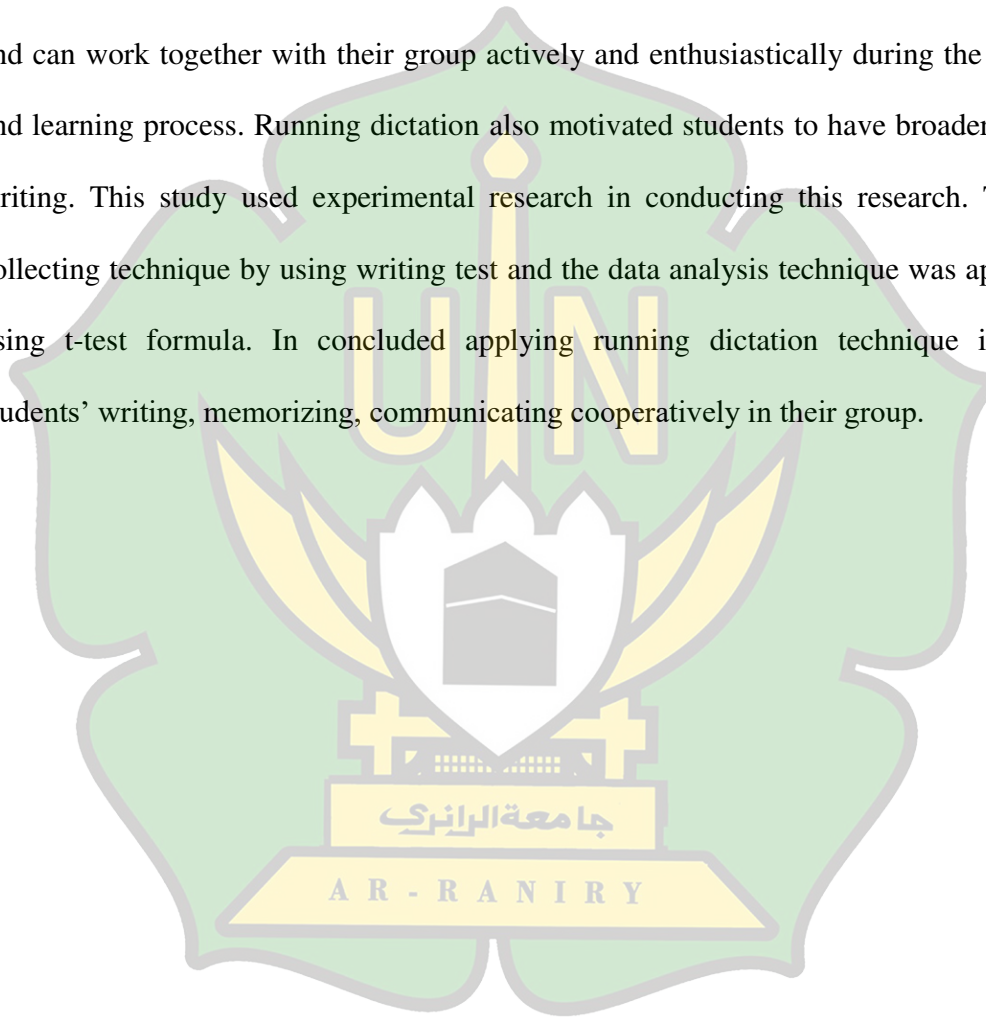 nd can work together with their group actively and enthusiastically during the
nd learning process. Running dictation also motivated students to have broader
riting. This study used experimental research in conducting this research. T
ollecting technique by using writing test and the data analysis technique was ap
sing t-test formula. In concluded applying running dictation technique i
udents’ writing, memorizing, communicating cooperatively in their group.
UIN
جامعة الرانري
AR-RANIRY